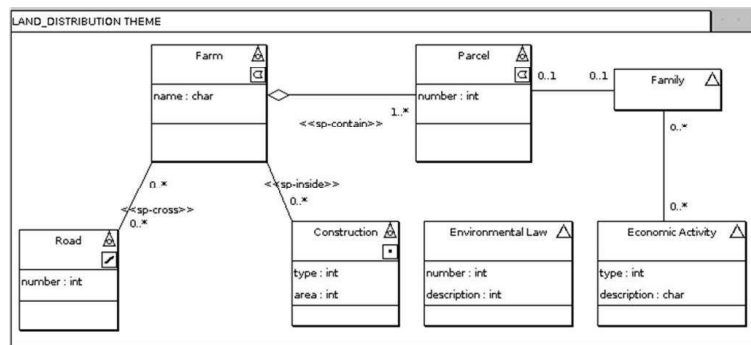 LAND_DISTRIBUTION THEME
Farm
name : char
Parcel
number : int
0..1
0..1
Family
1..*
<<sp-contain>>
0..*
<<sp-cross>>
0..*
<<sp-inside>>
0..*
0..*
0..*
Road
number : int
Construction
type : int
area : int
Environmental Law
number : int
description : int
Economic Activity
type : int
description : char